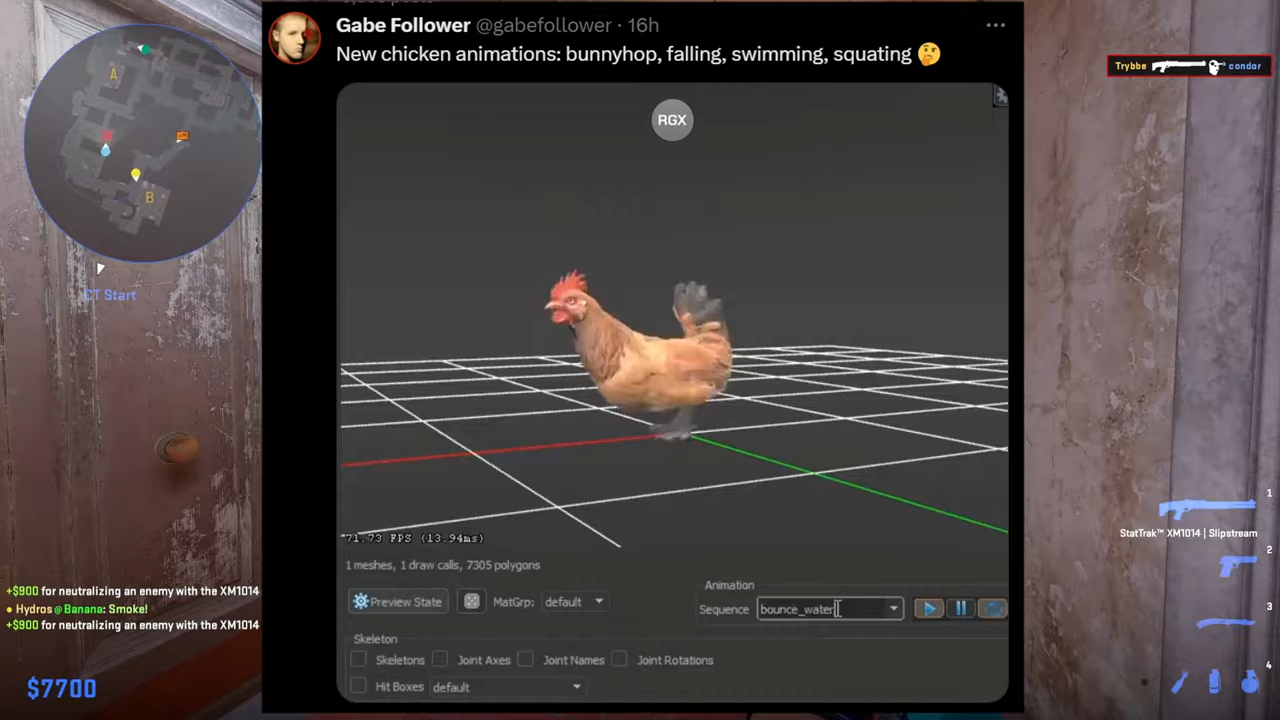 Gabe Follower @gabefollower · 16h
New chicken animations: bunnyhop, falling, swimming, squating 🤔
RGX
Trybbe condor
A
B
CT Start
71.73 FPS (13.94ms)
1 meshes, 1 draw calls, 7305 polygons
Preview State MatGrp: default
Animation
Sequence bounce_water
Skeleton
Skeletons Joint Axes Joint Names Joint Rotations
Hit Boxes default
+$900 for neutralizing an enemy with the XM1014
• Hydros @ Banana: Smoke!
+$900 for neutralizing an enemy with the XM1014
$7700
1
StatTrak™ XM1014 | Slipstream
2
3
4